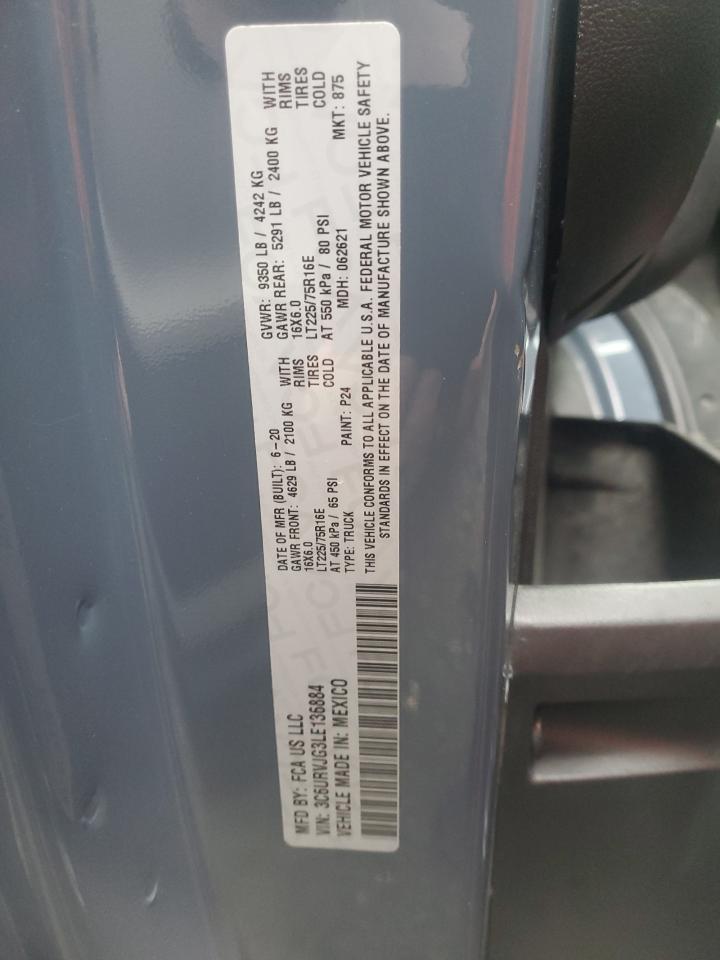 MFD BY: FCA US LLC
VIN: 3C6URVJG3LE136884
VEHICLE MADE IN: MEXICO
DATE OF MFR (BUILT): 6-20 GVWR: 9350 LB / 4242 KG
GAWR FRONT: 4629 LB / 2100 KG WITH GAWR REAR: 5291 LB / 2400 KG WITH
16X6.0 RIMS 16X6.0 RIMS
LT225/75R16E TIRES LT225/75R16E TIRES
AT 450 kPa / 65 PSI COLD AT 550 kPa / 80 PSI COLD
TYPE: TRUCK PAINT: P24 MDH: 062621 MKT: 875
THIS VEHICLE CONFORMS TO ALL APPLICABLE U.S.A. FEDERAL MOTOR VEHICLE SAFETY
STANDARDS IN EFFECT ON THE DATE OF MANUFACTURE SHOWN ABOVE.